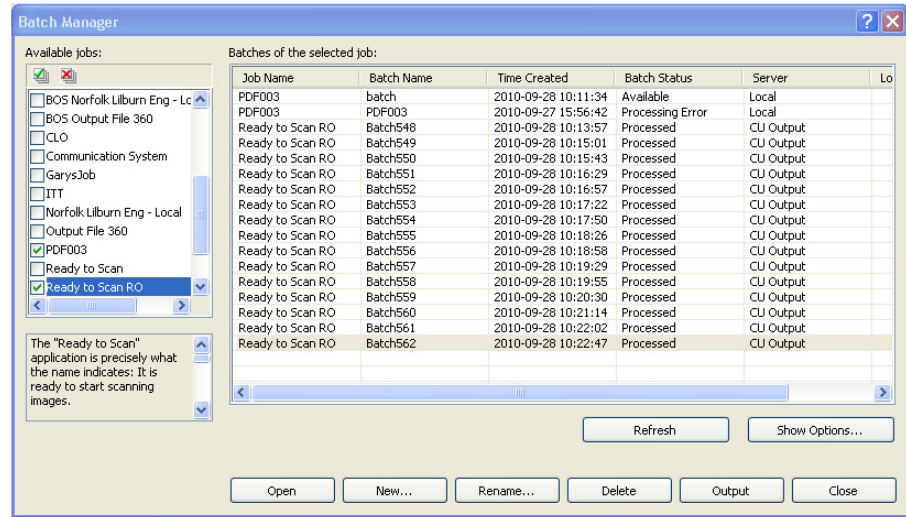 Batch Manager
Available jobs:
BOS Norfolk Lilburn Eng - Lc
BOS Output File 360
CLO
Communication System
GarysJob
ITT
Norfolk Lilburn Eng - Local
Output File 360
PDF003
Ready to Scan
Ready to Scan RO
The "Ready to Scan"
application is precisely what
the name indicates: It is
ready to start scanning
images.
Batches of the selected job:
Job Name Batch Name Time Created Batch Status Server Lo
PDF003 batch 2010-09-28 10:11:34 Available Local
PDF003 PDF003 2010-09-27 15:56:42 Processing Error Local
Ready to Scan RO Batch548 2010-09-28 10:13:57 Processed CU Output
Ready to Scan RO Batch549 2010-09-28 10:15:01 Processed CU Output
Ready to Scan RO Batch550 2010-09-28 10:15:43 Processed CU Output
Ready to Scan RO Batch551 2010-09-28 10:16:29 Processed CU Output
Ready to Scan RO Batch552 2010-09-28 10:16:57 Processed CU Output
Ready to Scan RO Batch553 2010-09-28 10:17:22 Processed CU Output
Ready to Scan RO Batch554 2010-09-28 10:17:50 Processed CU Output
Ready to Scan RO Batch555 2010-09-28 10:18:26 Processed CU Output
Ready to Scan RO Batch556 2010-09-28 10:18:58 Processed CU Output
Ready to Scan RO Batch557 2010-09-28 10:19:29 Processed CU Output
Ready to Scan RO Batch558 2010-09-28 10:19:55 Processed CU Output
Ready to Scan RO Batch559 2010-09-28 10:20:30 Processed CU Output
Ready to Scan RO Batch560 2010-09-28 10:21:14 Processed CU Output
Ready to Scan RO Batch561 2010-09-28 10:22:02 Processed CU Output
Ready to Scan RO Batch562 2010-09-28 10:22:47 Processed CU Output
Refresh Show Options...
Open New... Rename... Delete Output Close